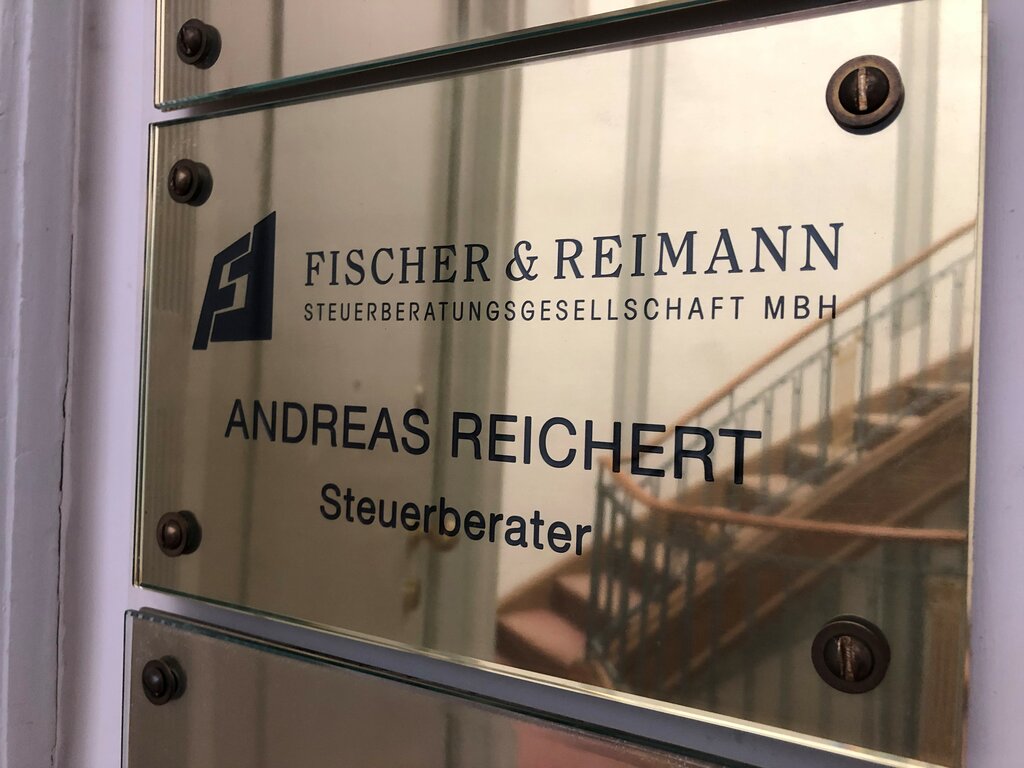 FISCHER & REIMANN
STEUERBERATUNGSGESELLSCHAFT MBH
ANDREAS REICHERT
Steuerberater